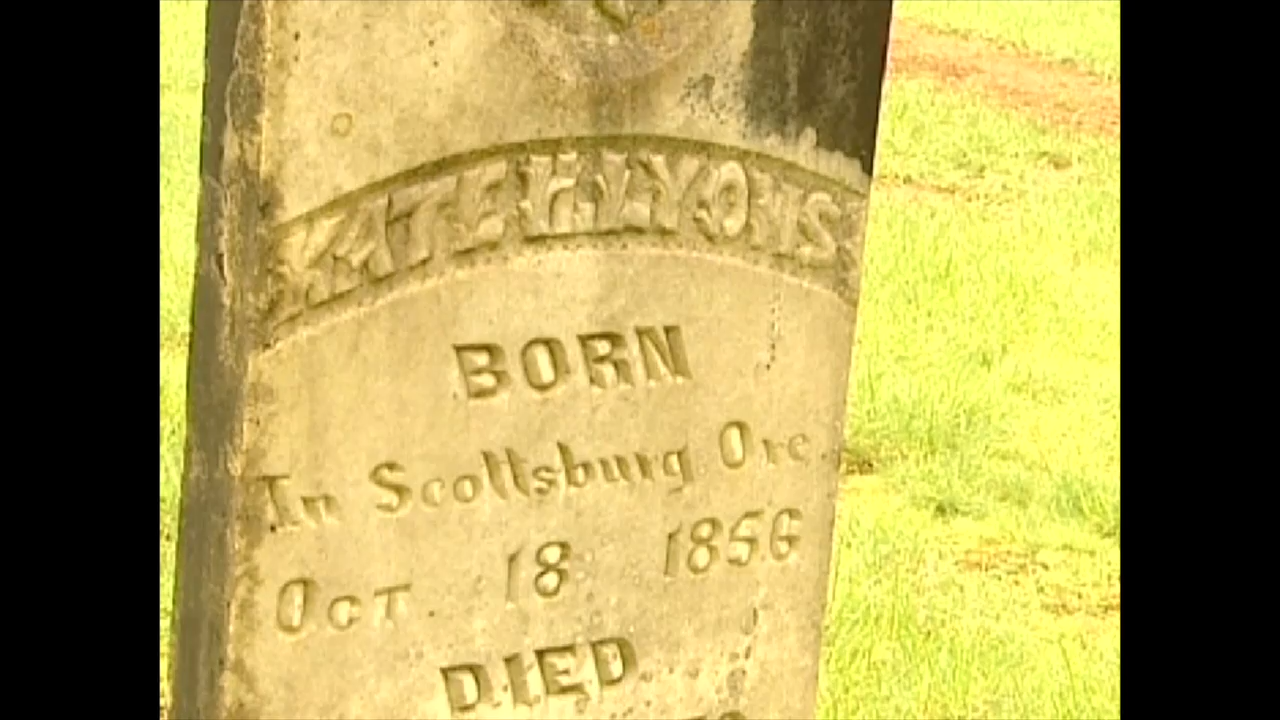 KATE H. LYONS
BORN
In Scottsburg Ore.
Oct. 18 1856
DIED